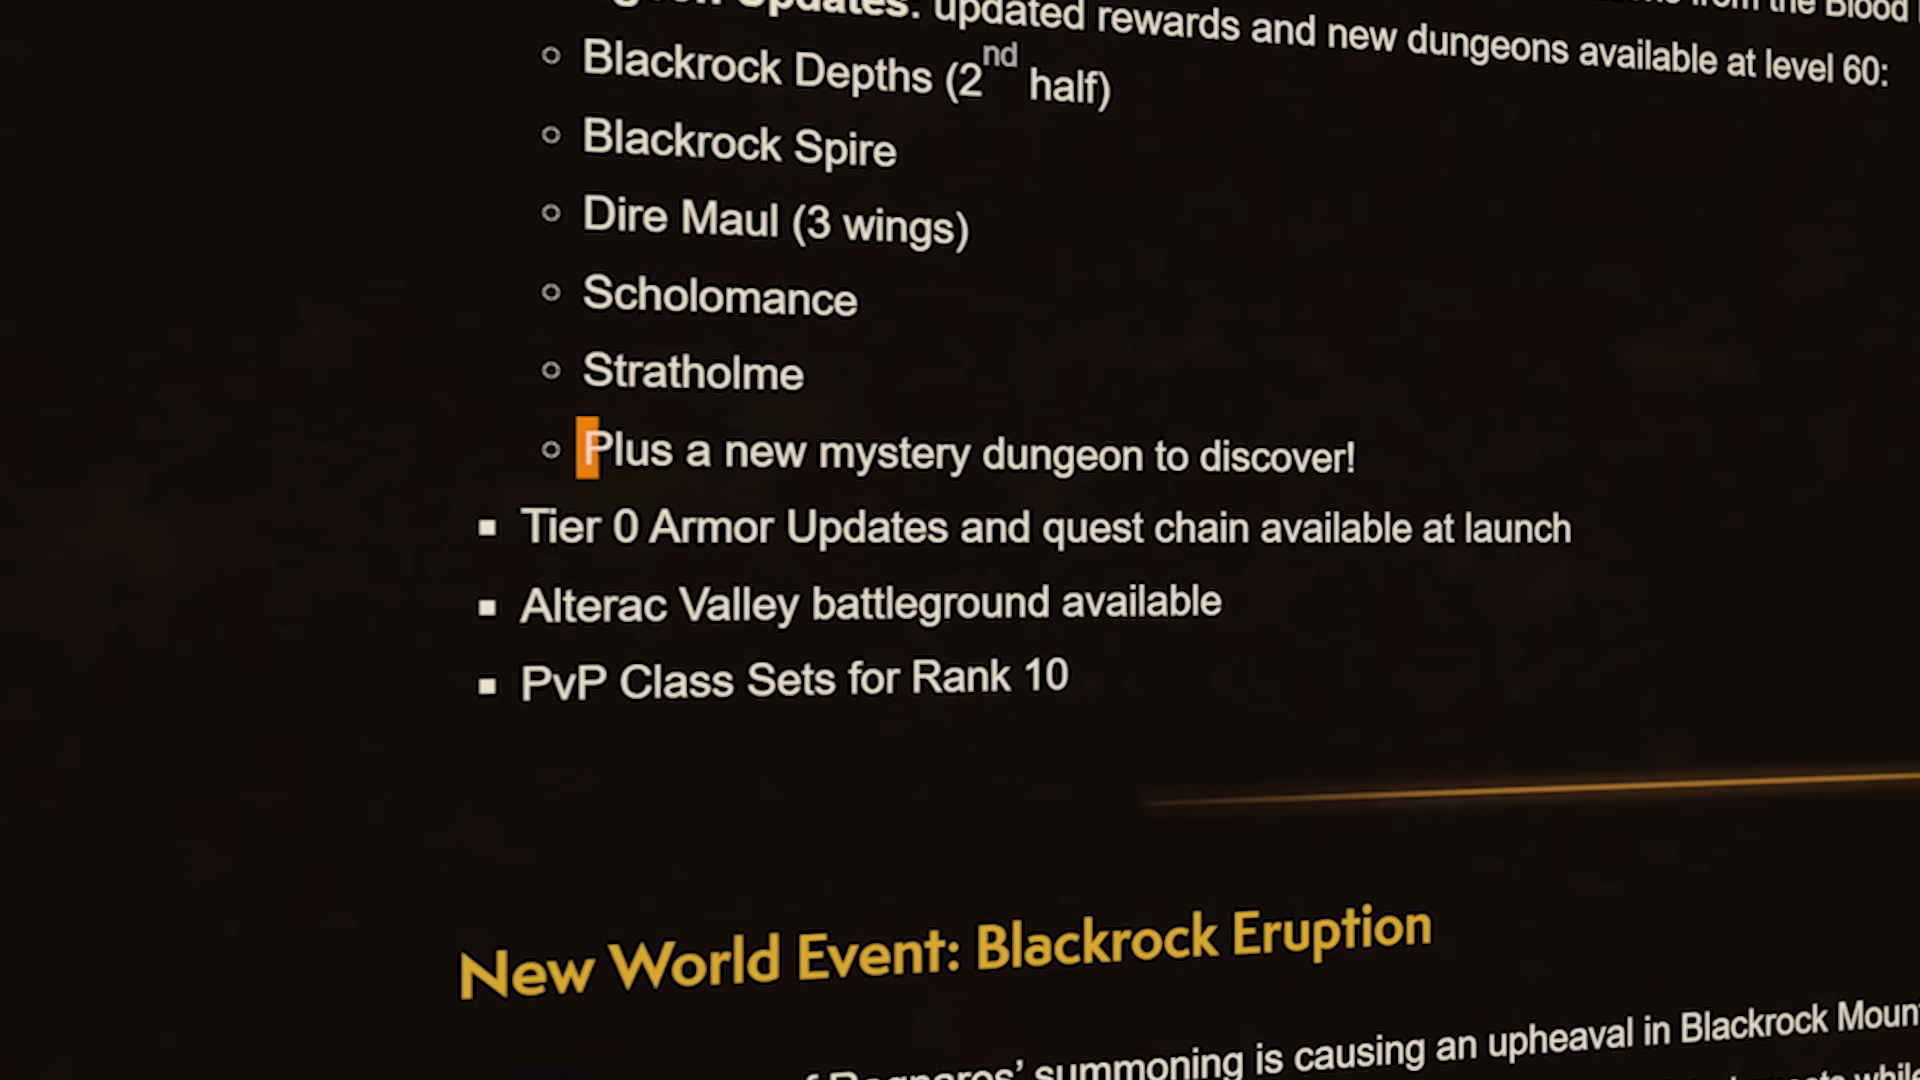 Updates: updated rewards and new dungeons available at level 60:
Blackrock Depths (2nd half)
Blackrock Spire
Dire Maul (3 wings)
Scholomance
Stratholme
Plus a new mystery dungeon to discover!
Tier 0 Armor Updates and quest chain available at launch
Alterac Valley battleground available
PvP Class Sets for Rank 10
New World Event: Blackrock Eruption
Ragnaros’ summoning is causing an upheaval in Blackrock Moun